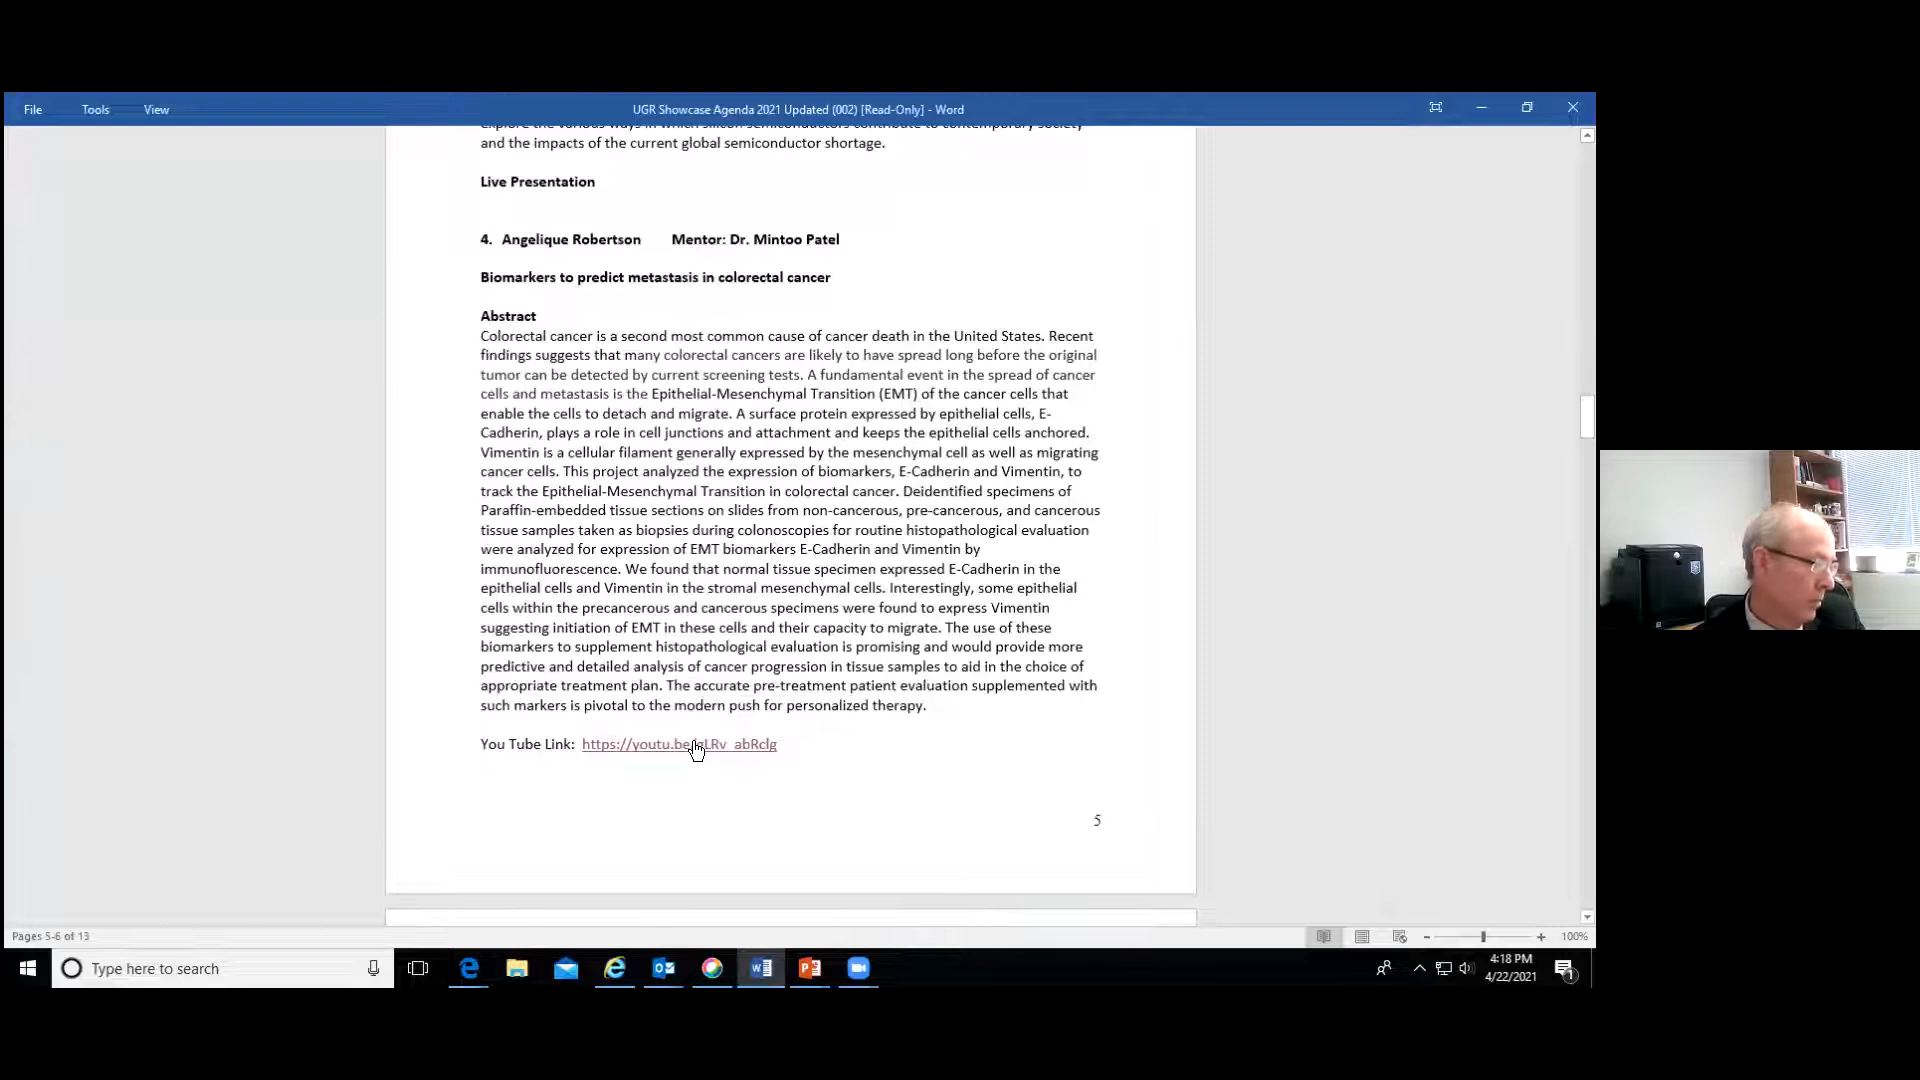 File Tools View UGR Showcase Agenda 2021 Updated (002) [Read-Only] - Word
explore the various ways in which silicon semiconductors contribute to contemporary society
and the impacts of the current global semiconductor shortage.
Live Presentation
4. Angelique Robertson Mentor: Dr. Mintoo Patel
Biomarkers to predict metastasis in colorectal cancer
Abstract
Colorectal cancer is a second most common cause of cancer death in the United States. Recent
findings suggests that many colorectal cancers are likely to have spread long before the original
tumor can be detected by current screening tests. A fundamental event in the spread of cancer
cells and metastasis is the Epithelial-Mesenchymal Transition (EMT) of the cancer cells that
enable the cells to detach and migrate. A surface protein expressed by epithelial cells, E-
Cadherin, plays a role in cell junctions and attachment and keeps the epithelial cells anchored.
Vimentin is a cellular filament generally expressed by the mesenchymal cell as well as migrating
cancer cells. This project analyzed the expression of biomarkers, E-Cadherin and Vimentin, to
track the Epithelial-Mesenchymal Transition in colorectal cancer. Deidentified specimens of
Paraffin-embedded tissue sections on slides from non-cancerous, pre-cancerous, and cancerous
tissue samples taken as biopsies during colonoscopies for routine histopathological evaluation
were analyzed for expression of EMT biomarkers E-Cadherin and Vimentin by
immunofluorescence. We found that normal tissue specimen expressed E-Cadherin in the
epithelial cells and Vimentin in the stromal mesenchymal cells. Interestingly, some epithelial
cells within the precancerous and cancerous specimens were found to express Vimentin
suggesting initiation of EMT in these cells and their capacity to migrate. The use of these
biomarkers to supplement histopathological evaluation is promising and would provide more
predictive and detailed analysis of cancer progression in tissue samples to aid in the choice of
appropriate treatment plan. The accurate pre-treatment patient evaluation supplemented with
such markers is pivotal to the modern push for personalized therapy.
You Tube Link:
5
Pages 5-6 of 13 100%
Type here to search 4:18 PM
4/22/2021
1